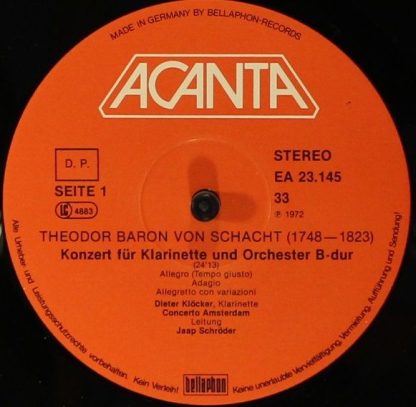 MADE IN GERMANY BY BELLAPHON-RECORDS
ACANTA
D. P.
STEREO
EA 23.145
SEITE 1
33
LC 4883
℗ 1972
THEODOR BARON VON SCHACHT (1748—1823)
Konzert für Klarinette und Orchester B-dur
(24'13)
Allegro (Tempo giusto)
Adagio
Allegretto con variazioni
Dieter Klöcker, Klarinette
Concerto Amsterdam
Leitung
Jaap Schröder
bellaphon
Alle Urheber und Leistungsschutzrechte vorbehalten. Kein Verleih! Keine unerlaubte Vervielfältigung, Vermietung, Aufführung und Sendung!